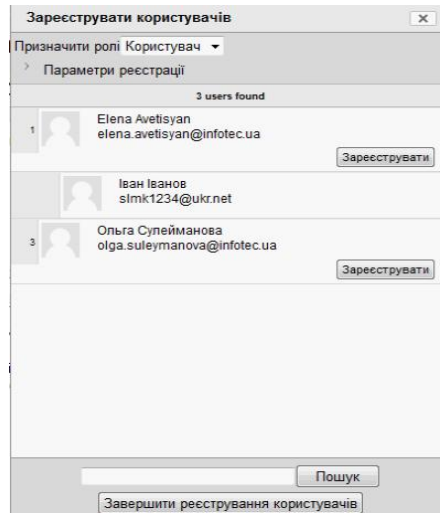 Зареєструвати користувачів
Призначити ролі Користувач
Параметри реєстрації
3 users found
1
Elena Avetisyan
elena.avetisyan@infotec.ua
Зареєструвати
Іван Іванов
slmk1234@ukr.net
3
Ольга Сулейманова
olga.suleymanova@infotec.ua
Зареєструвати
Пошук
Завершити реєстрування користувачів